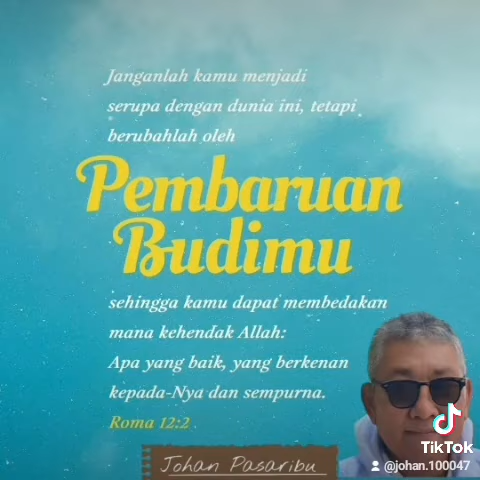 Janganlah kamu menjadi
serupa dengan dunia ini, tetapi
berubahlah oleh
Pembaruan
Budimu
sehingga kamu dapat membedakan
mana kehendak Allah:
Apa yang baik, yang berkenan
kepada-Nya dan sempurna.
Roma 12:2
Johan Pasaribu
TikTok
@johan.100047